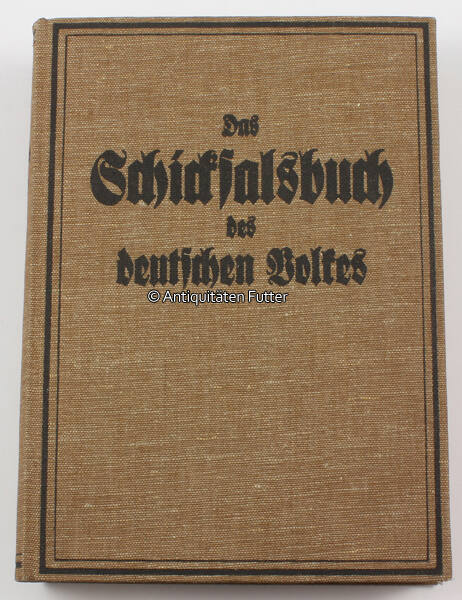 Das
Schicksalsbuch
des
deutschen Volkes
© Antiquitäten Futter